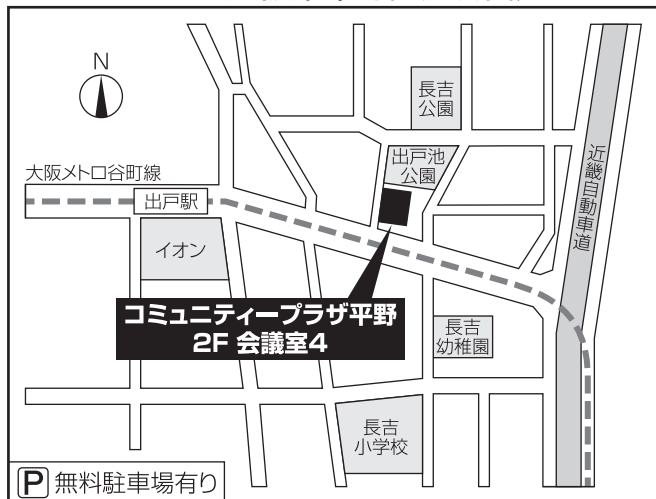 N
長吉
公園
大阪メトロ谷町線
出戸池
公園
出戸駅
近畿自動車道
イオン
コミュニティープラザ平野
2F 会議室4
長吉
幼稚園
長吉
小学校
P 無料駐車場有り